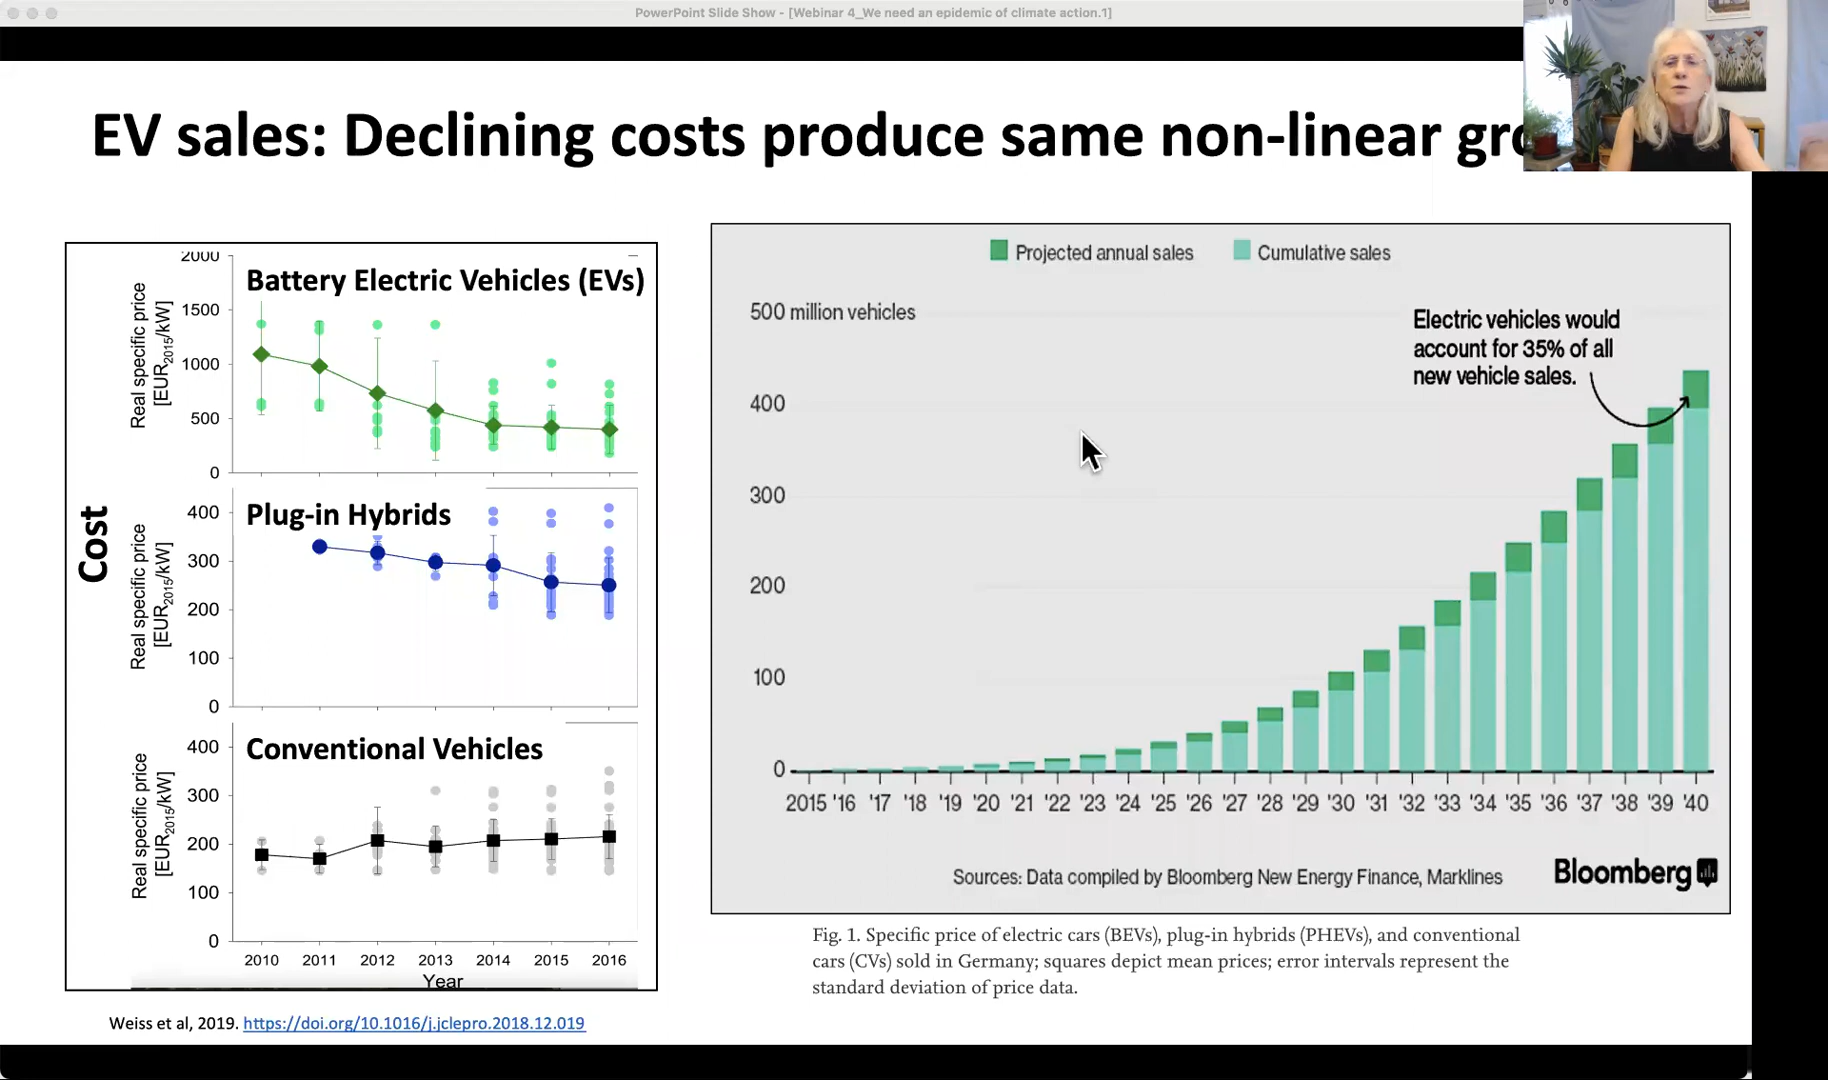 PowerPoint Slide Show - [Webinar 4_We need an epidemic of climate action.1]
EV sales: Declining costs produce same non-linear
Cost
Battery Electric Vehicles (EVs)
Real specific price
[EUR2015/kW]
2000
1500
1000
500
0
Plug-in Hybrids
Real specific price
[EUR2015/kW]
400
300
200
100
0
Conventional Vehicles
Real specific price
[EUR2015/kW]
400
300
200
100
0
2010 2011 2012 2013 2014 2015 2016
Year
Weiss et al, 2019. https://doi.org/10.1016/j.jclepro.2018.12.019
Projected annual sales Cumulative sales
500 million vehicles
Electric vehicles would
account for 35% of all
new vehicle sales.
400
300
200
100
0
2015 '16 '17 '18 '19 '20 '21 '22 '23 '24 '25 '26 '27 '28 '29 '30 '31 '32 '33 '34 '35 '36 '37 '38 '39 '40
Sources: Data compiled by Bloomberg New Energy Finance, Marklines
Bloomberg
Fig. 1. Specific price of electric cars (BEVs), plug-in hybrids (PHEVs), and conventional
cars (CVs) sold in Germany; squares depict mean prices; error intervals represent the
standard deviation of price data.